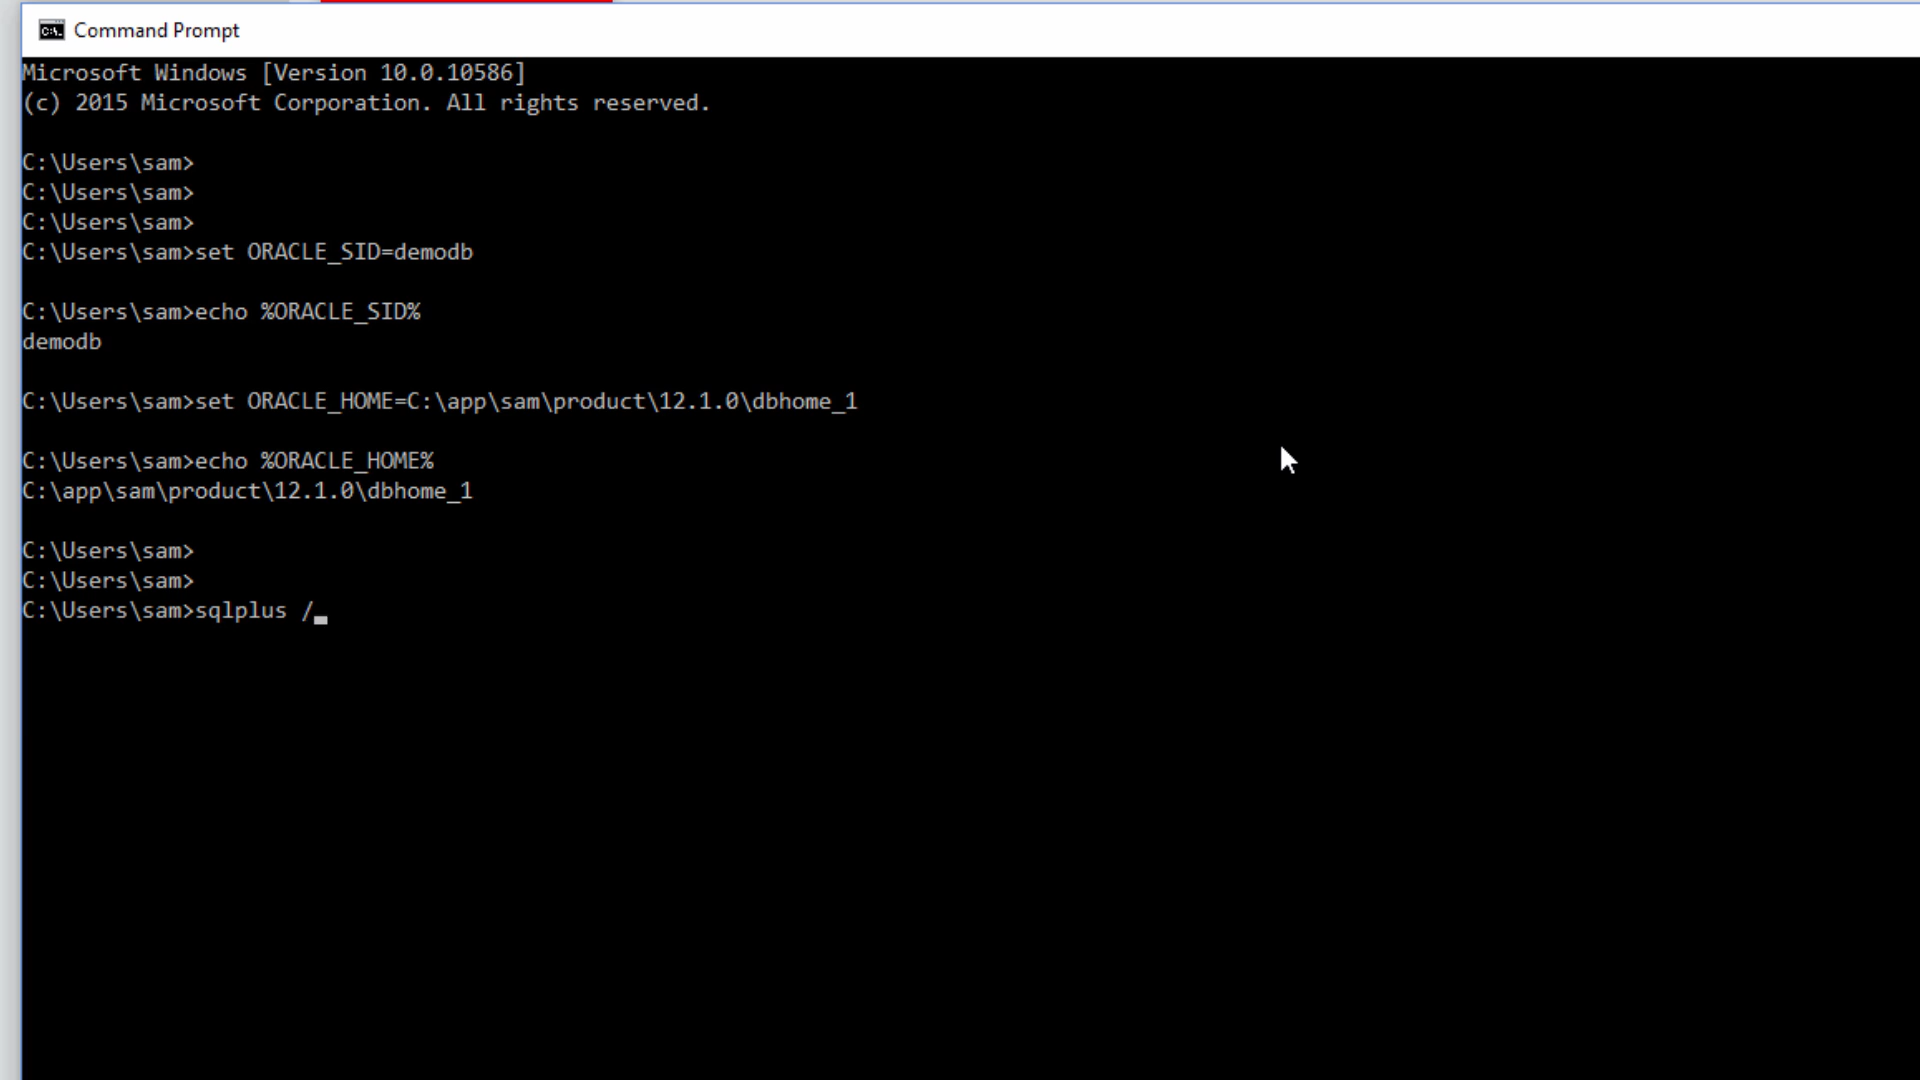 Command Prompt
Microsoft Windows [Version 10.0.10586]
(c) 2015 Microsoft Corporation. All rights reserved.
C:\Users\sam>
C:\Users\sam>
C:\Users\sam>
C:\Users\sam>set ORACLE_SID=demodb
C:\Users\sam>echo %ORACLE_SID%
demodb
C:\Users\sam>set ORACLE_HOME=C:\app\sam\product\12.1.0\dbhome_1
C:\Users\sam>echo %ORACLE_HOME%
C:\app\sam\product\12.1.0\dbhome_1
C:\Users\sam>
C:\Users\sam>
C:\Users\sam>sqlplus /